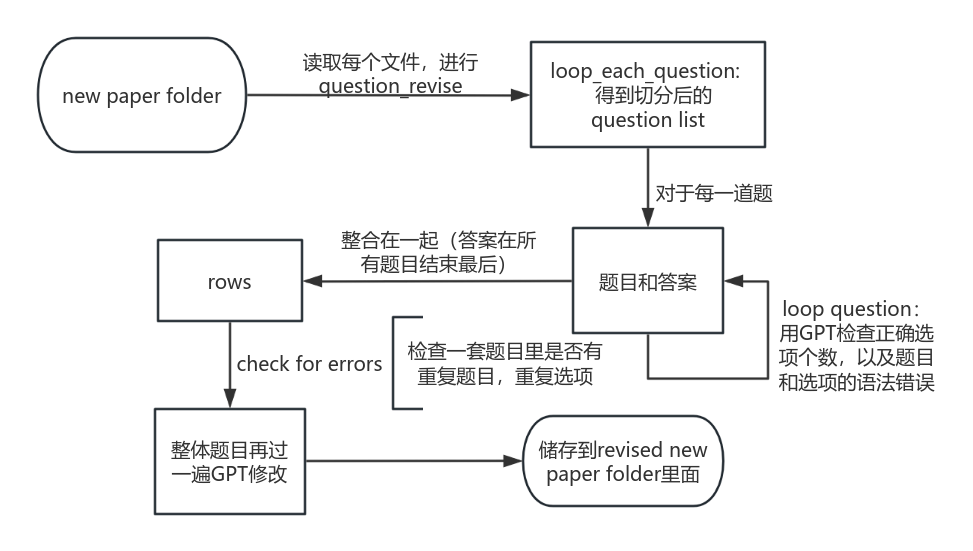 new paper folder
读取每个文件，进行
question_revise
loop_each_question:
得到切分后的
question list
对于每一道题
题目和答案
loop question：
用GPT检查正确选
项个数，以及题目
和选项的语法错误
整合在一起（答案在所
有题目结束最后）
rows
check for errors
检查一套题目里是否有
重复题目，重复选项
整体题目再过
一遍GPT修改
储存到revised new
paper folder里面